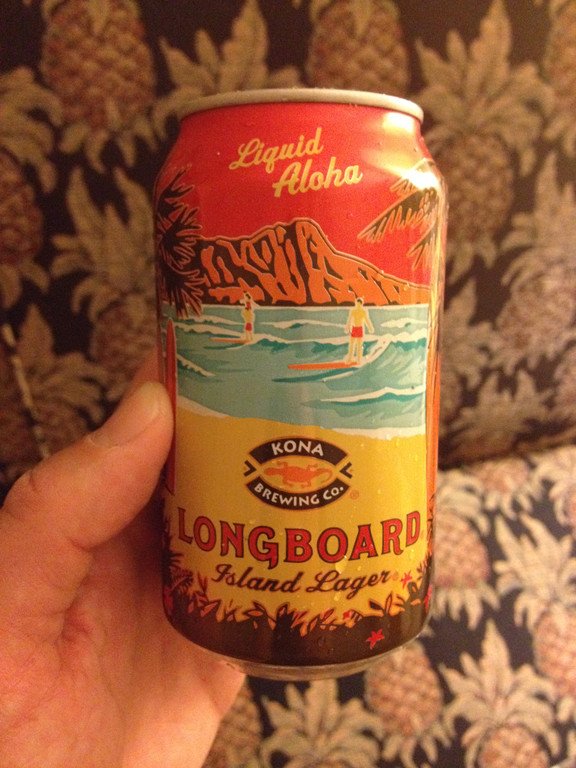 Liquid
Aloha
KONA
BREWING CO.®
LONGBOARD
Island Lager®